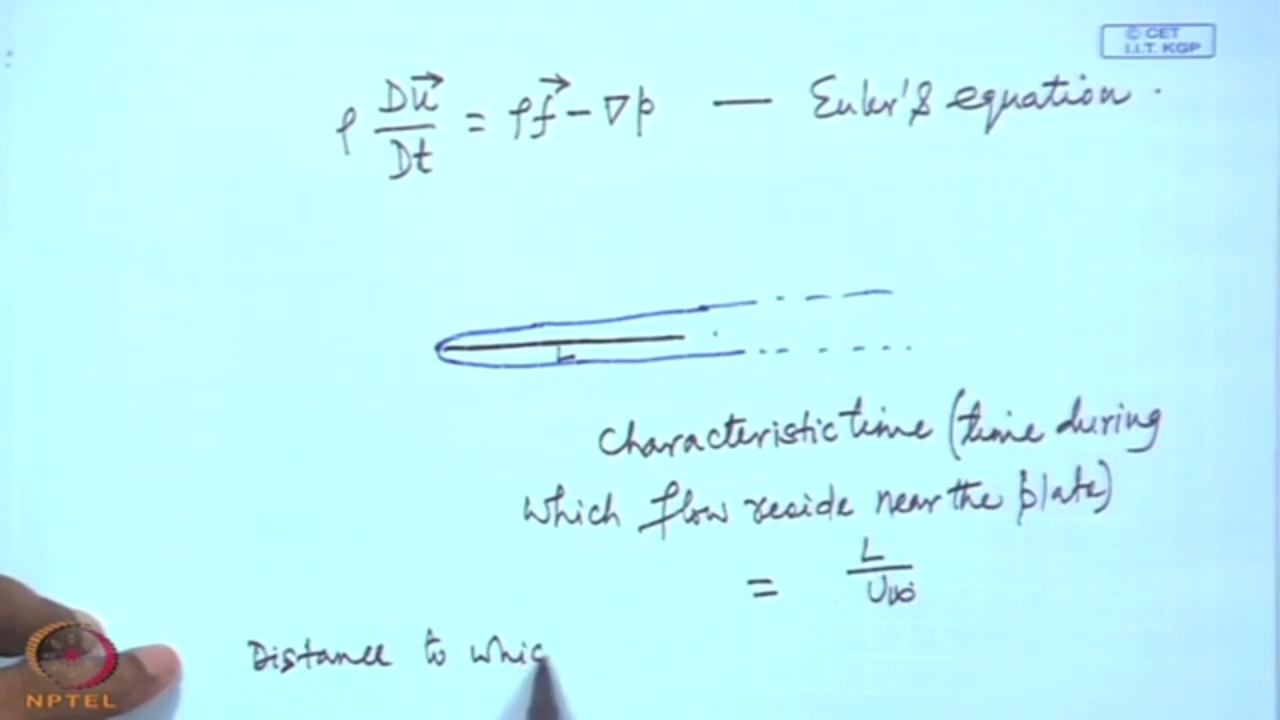 © CET
I.I.T. KGP
ρ Du⃗/Dt = ρf⃗ - ∇p — Euler's equation.
L
Characteristic time (time during
which flow reside near the plate)
= L/U∞
Distance to whic
NPTEL